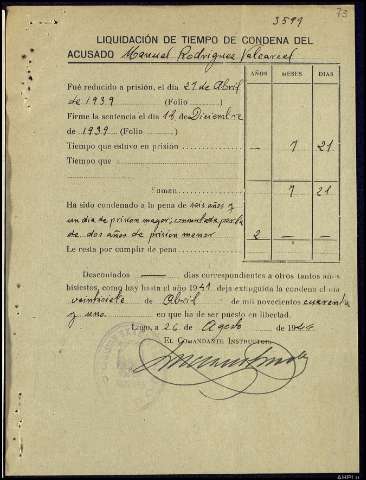 3599
73
LIQUIDACIÓN DE TIEMPO DE CONDENA DEL
ACUSADO Manuel Rodriguez Valcarcel
AÑOS MESES DIAS
Fué reducido a prisión, el día 27 de Abril
de 1939 (Folio )
Firme la sentencia el día 18 de Diciembre
de 1939 (Folio )
Tiempo que estuvo en prisión — 7 21
Tiempo que
Suman 7 21
Ha sido condenado a la pena de seis años y
un dia de prision mayor, conmutada por la
de dos años de prision menor 2 — —
Le resta por cumplir de pena
Descontados — días correspondientes a otros tantos años
bisiestos, como hay hasta el año 1941 deja extinguida la condena el día
veintisiete de Abril de mil novecientos cuarenta
y uno en que ha de ser puesto en libertad.
Lugo, a 26 de Agosto de 1944
EL COMANDANTE INSTRUCTOR,
AHPLu